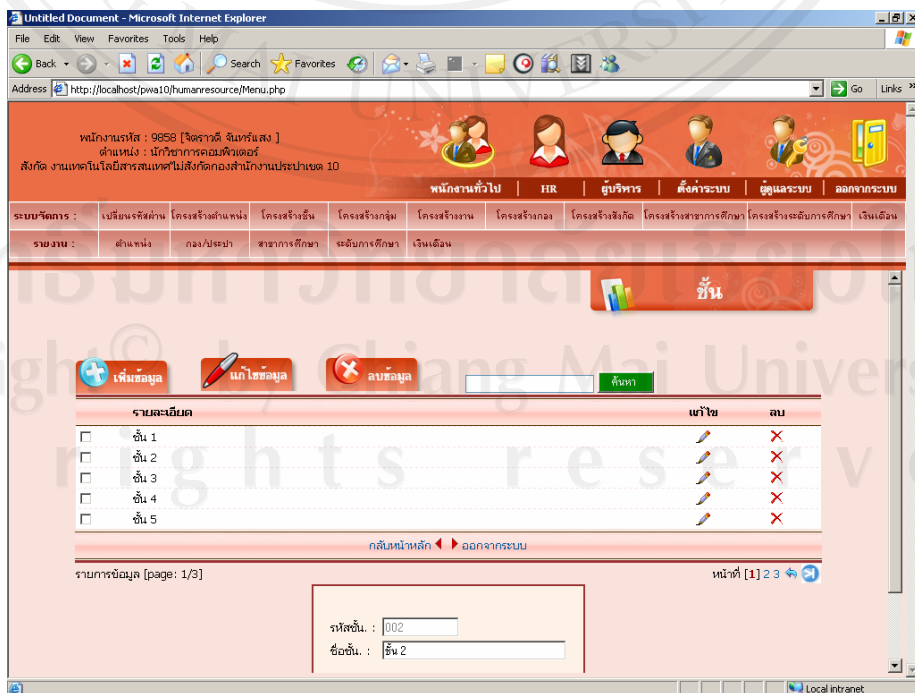 Untitled Document - Microsoft Internet Explorer
File Edit View Favorites Tools Help
Back Search Favorites
Address http://localhost/pwa10/humanresource/Menu.php Go Links »
พนักงานรหัส : 9858 [จิตราวดี จันทร์แสง ]
ตำแหน่ง : นักวิชาการคอมพิวเตอร์
สังกัด งานเทคโนโลยีสารสนเทศไม่สังกัดกองสำนักงานประปาเขต 10
พนักงานทั่วไป | HR | ผู้บริหาร | ตั้งค่าระบบ | ผู้ดูแลระบบ | ออกจากระบบ
ระบบจัดการ : เปลี่ยนรหัสผ่าน โครงสร้างตำแหน่ง โครงสร้างชั้น โครงสร้างกลุ่ม โครงสร้างงาน โครงสร้างกอง โครงสร้างสังกัด โครงสร้างสาขาการศึกษา โครงสร้างระดับการศึกษา เงินเดือน
รายงาน : ตำแหน่ง กอง/ประปา สาขาการศึกษา ระดับการศึกษา เงินเดือน
ชั้น
เพิ่มข้อมูล แก้ไขข้อมูล ลบข้อมูล ค้นหา
รายละเอียด แก้ไข ลบ
ชั้น 1
ชั้น 2
ชั้น 3
ชั้น 4
ชั้น 5
กลับหน้าหลัก ออกจากระบบ
รายการข้อมูล [page: 1/3] หน้าที่ [1] 2 3
รหัสชั้น. : 002
ชื่อชั้น. : ชั้น 2
Local intranet